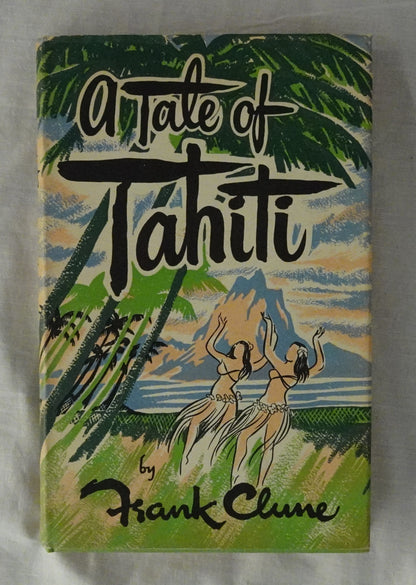 A Tale of
Tahiti
by
Frank Clune